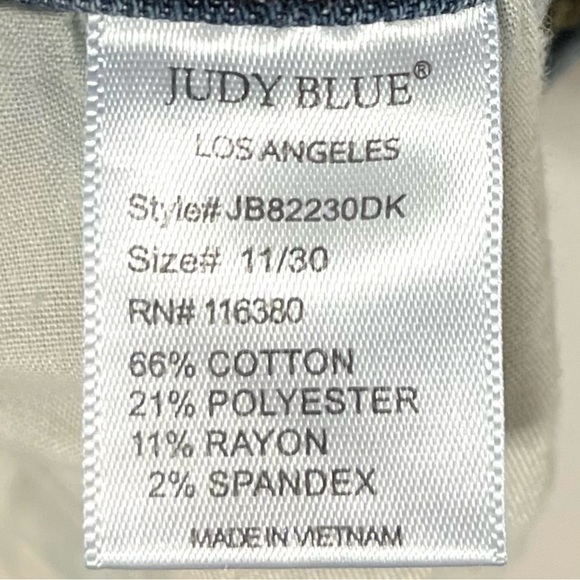 JUDY BLUE®
LOS ANGELES
Style# JB82230DK
Size# 11/30
RN# 116380
66% COTTON
21% POLYESTER
11% RAYON
2% SPANDEX
MADE IN VIETNAM